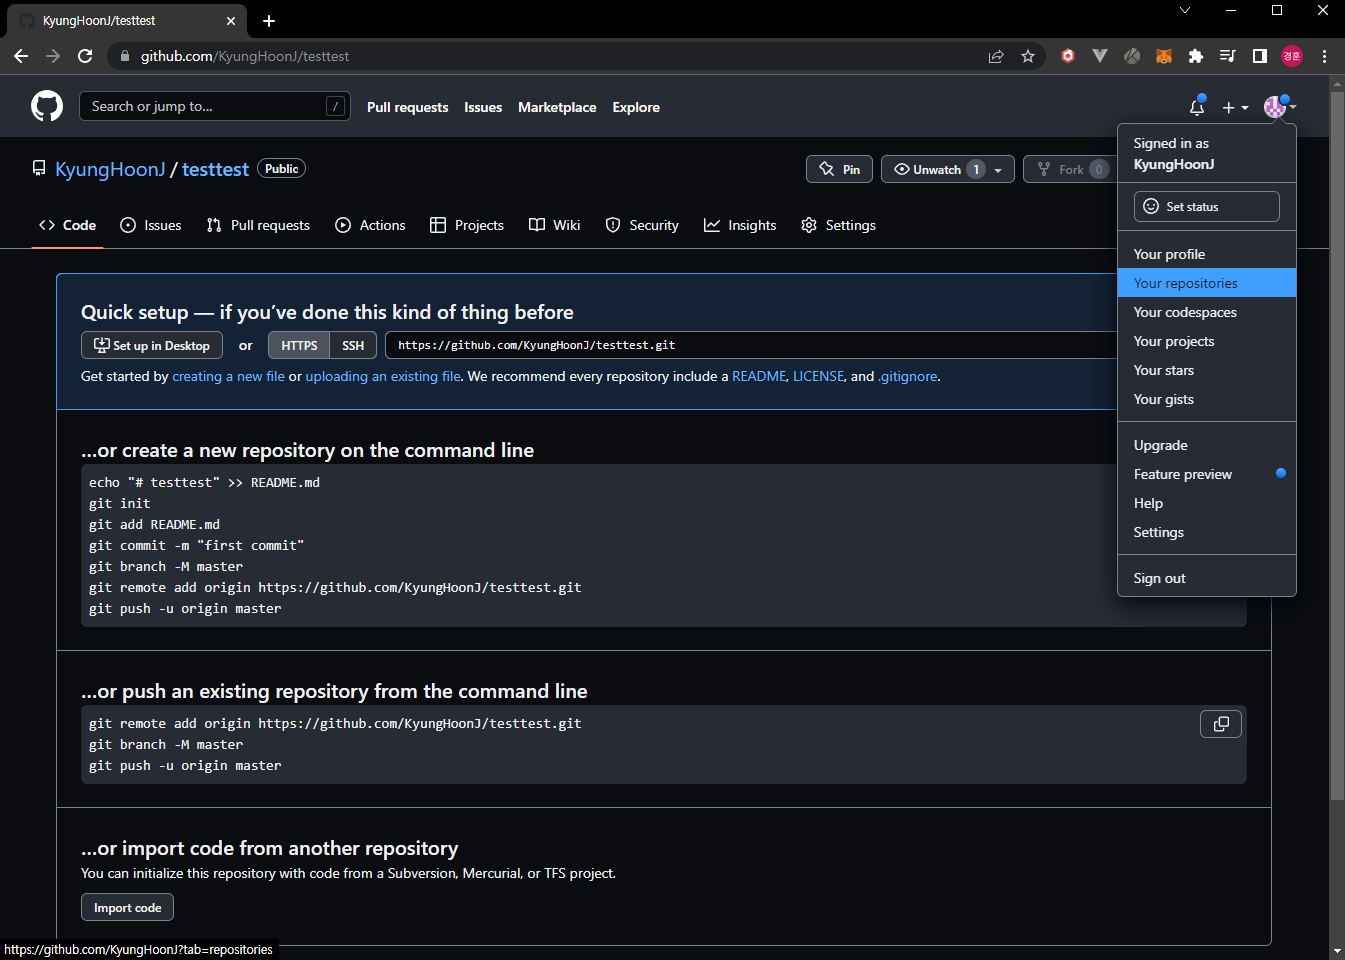 KyungHoonJ/testtest
github.com/KyungHoonJ/testtest
경훈
Search or jump to...
/
Pull requests
Issues
Marketplace
Explore
KyungHoonJ / testtest
Public
Pin
Unwatch 1
Fork 0
Code
Issues
Pull requests
Actions
Projects
Wiki
Security
Insights
Settings
Signed in as
KyungHoonJ
Set status
Your profile
Your repositories
Your codespaces
Your projects
Your stars
Your gists
Upgrade
Feature preview
Help
Settings
Sign out
Quick setup — if you’ve done this kind of thing before
Set up in Desktop
or
HTTPS
SSH
https://github.com/KyungHoonJ/testtest.git
Get started by creating a new file or uploading an existing file. We recommend every repository include a README, LICENSE, and .gitignore.
…or create a new repository on the command line
echo "# testtest" >> README.md
git init
git add README.md
git commit -m "first commit"
git branch -M master
git remote add origin https://github.com/KyungHoonJ/testtest.git
git push -u origin master
…or push an existing repository from the command line
git remote add origin https://github.com/KyungHoonJ/testtest.git
git branch -M master
git push -u origin master
…or import code from another repository
You can initialize this repository with code from a Subversion, Mercurial, or TFS project.
Import code
https://github.com/KyungHoonJ?tab=repositories